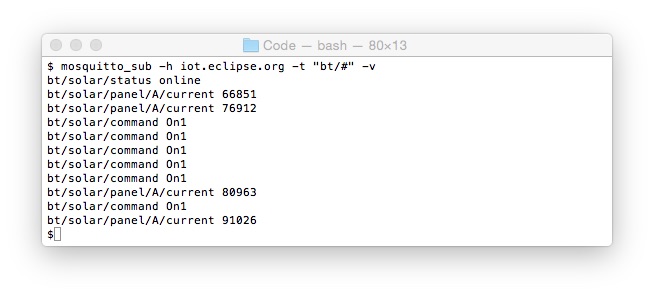 Code — bash — 80×13
$ mosquitto_sub -h iot.eclipse.org -t "bt/#" -v
bt/solar/status online
bt/solar/panel/A/current 66851
bt/solar/panel/A/current 76912
bt/solar/command On1
bt/solar/command On1
bt/solar/command On1
bt/solar/command On1
bt/solar/command On1
bt/solar/panel/A/current 80963
bt/solar/command On1
bt/solar/panel/A/current 91026
$